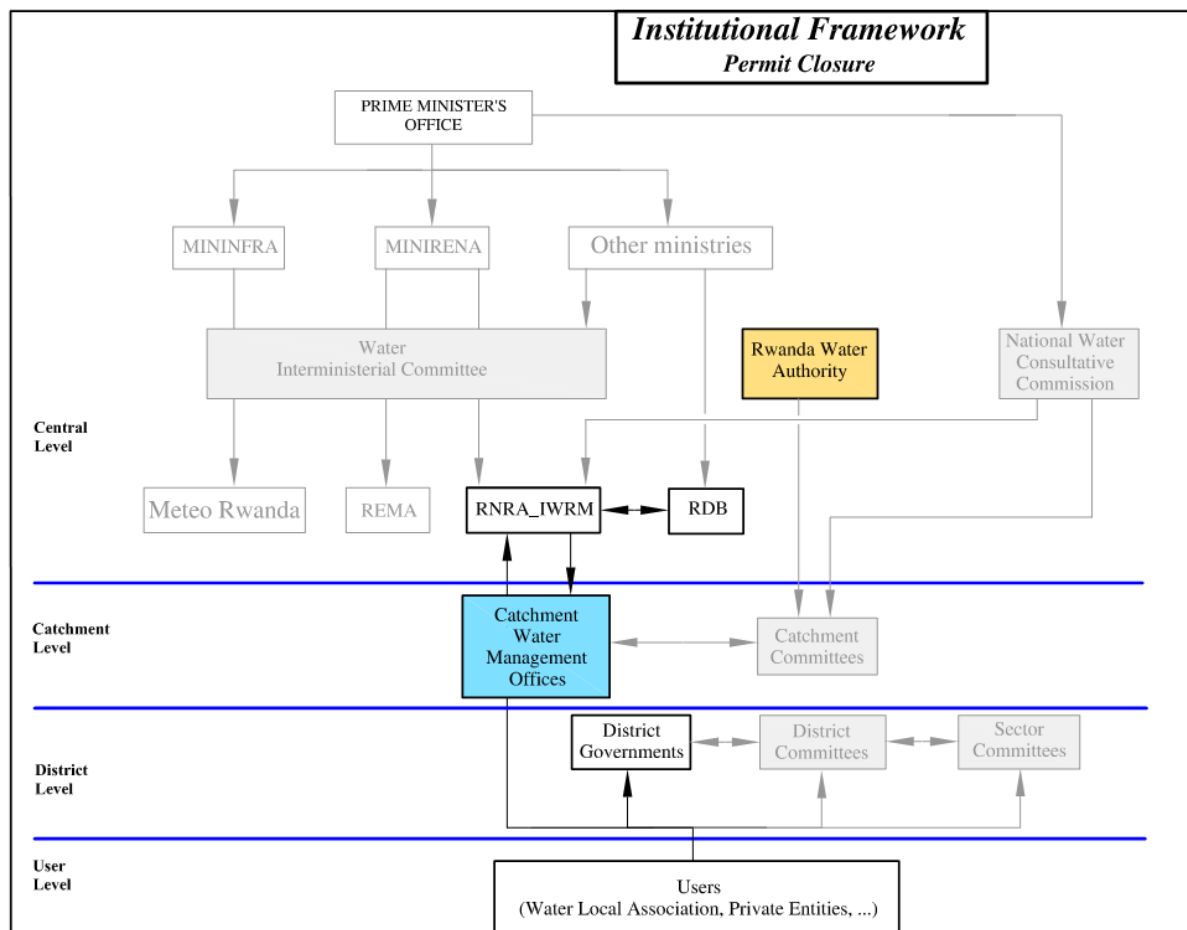 Institutional Framework
Permit Closure
PRIME MINISTER'S
OFFICE
MININFRA
MINIRENA
Other ministries
Water
Interministerial Committee
Rwanda Water
Authority
National Water
Consultative
Commission
Central
Level
Meteo Rwanda
REMA
RNRA_IWRM
RDB
Catchment
Level
Catchment
Water
Management
Offices
Catchment
Committees
District
Level
District
Governments
District
Committees
Sector
Committees
User
Level
Users
(Water Local Association, Private Entities, ...)